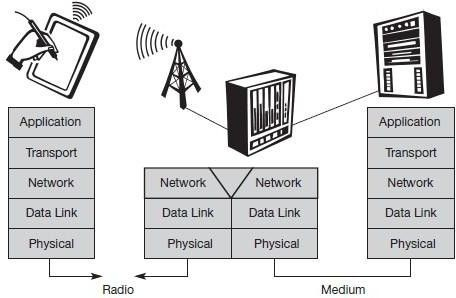 Application
Transport
Network
Data Link
Physical
Network Network
Data Link Data Link
Physical Physical
Application
Transport
Network
Data Link
Physical
Radio
Medium